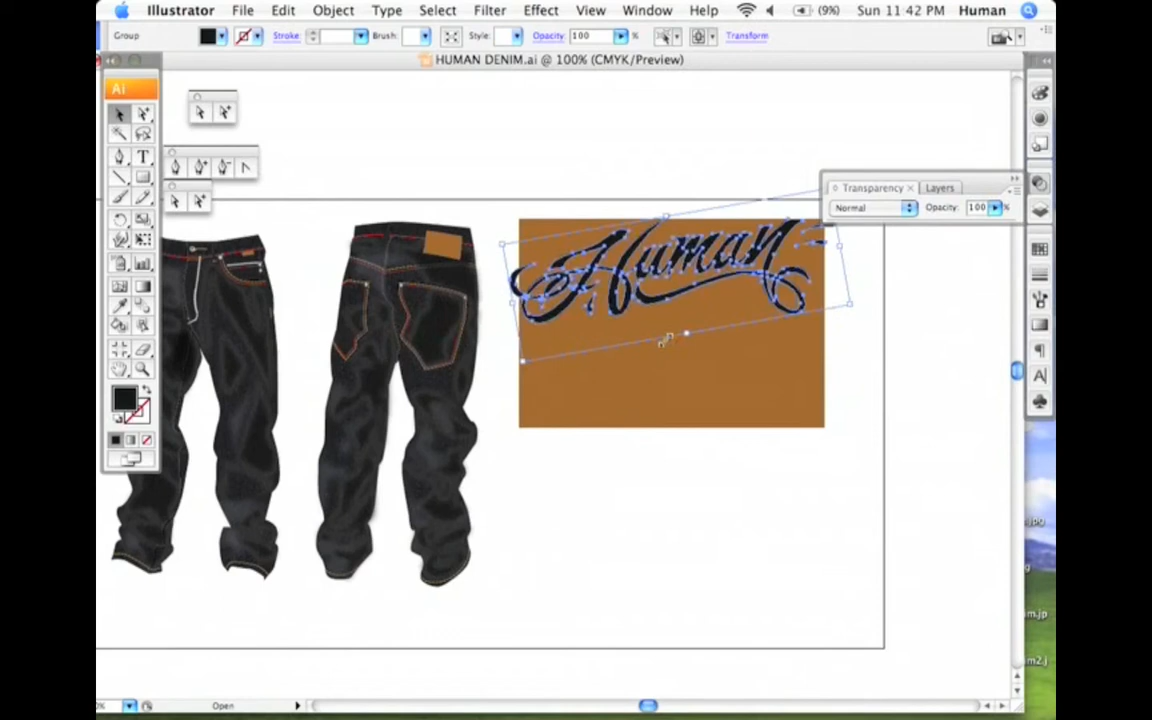 Illustrator File Edit Object Type Select Filter Effect View Window Help (9%) Sun 11:42 PM Human
Group Stroke: Brush: Style: Opacity: 100 % Transform
HUMAN DENIM.ai @ 100% (CMYK/Preview)
Ai
Transparency Layers
Normal Opacity: 100 %
Human
Open